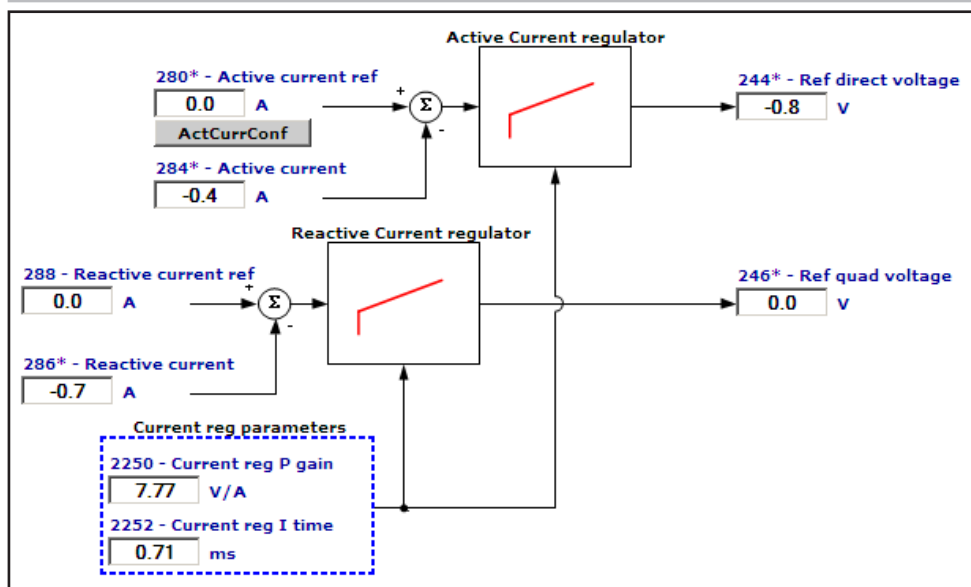 Active Current regulator
280* - Active current ref
0.0 A
ActCurrConf
+
Σ
-
244* - Ref direct voltage
-0.8 V
284* - Active current
-0.4 A
Reactive Current regulator
288 - Reactive current ref
0.0 A
+
Σ
-
246* - Ref quad voltage
0.0 V
286* - Reactive current
-0.7 A
Current reg parameters
2250 - Current reg P gain
7.77 V/A
2252 - Current reg I time
0.71 ms